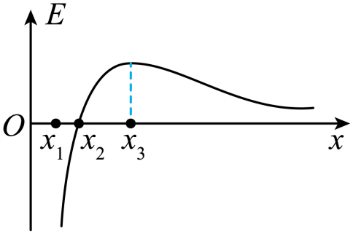 E
O
x₁ x₂ x₃ x